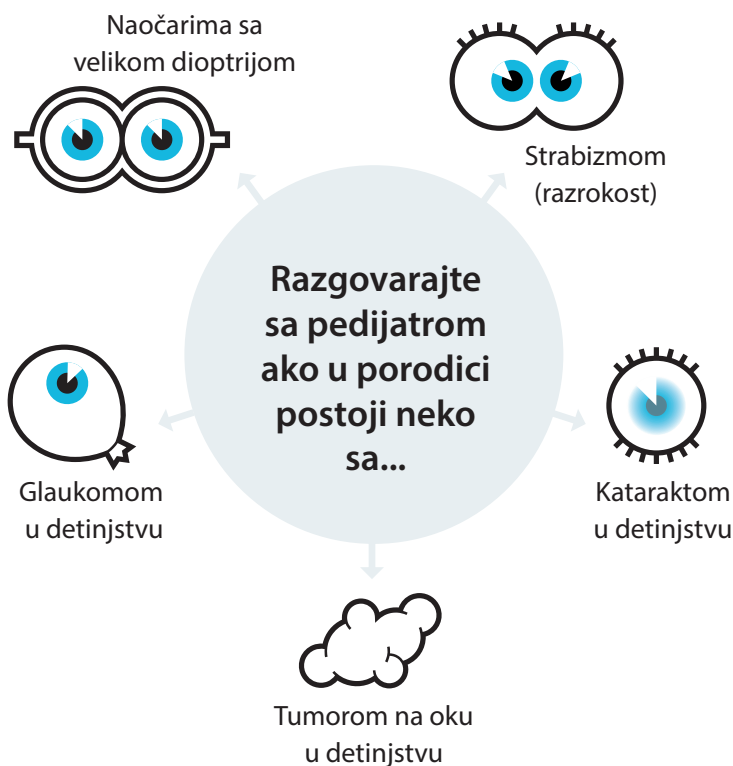 Naočarima sa
velikom dioptrijom
Strabizmom
(razrokost)
Razgovarajte
sa pedijatrom
ako u porodici
postoji neko
sa...
Glaukomom
u detinjstvu
Kataraktom
u detinjstvu
Tumorom na oku
u detinjstvu